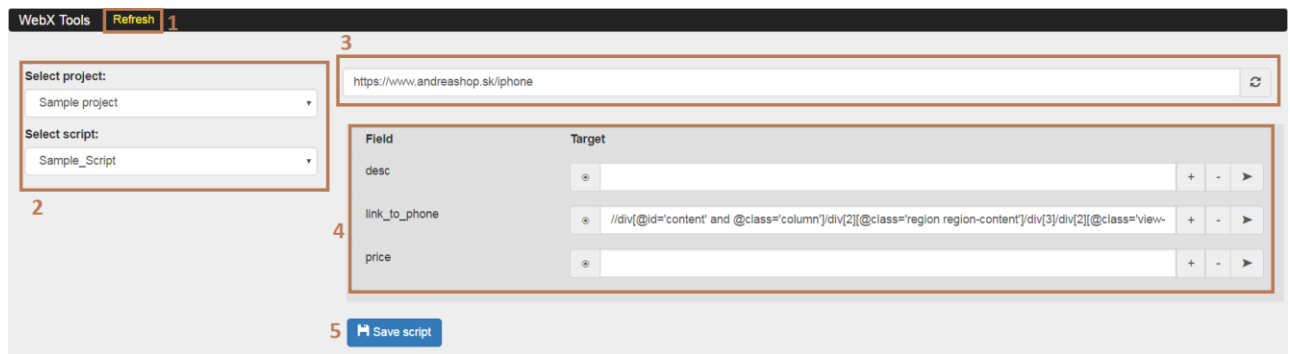 WebX Tools Refresh 1
3
Select project:
Sample project
Select script:
Sample_Script
2
https://www.andreashop.sk/iphone
Field Target
desc + -
link_to_phone //div[@id='content' and @class='column']/div[2][@class='region region-content']/div[3]/div[2][@class='view- + -
4
price + -
5 Save script